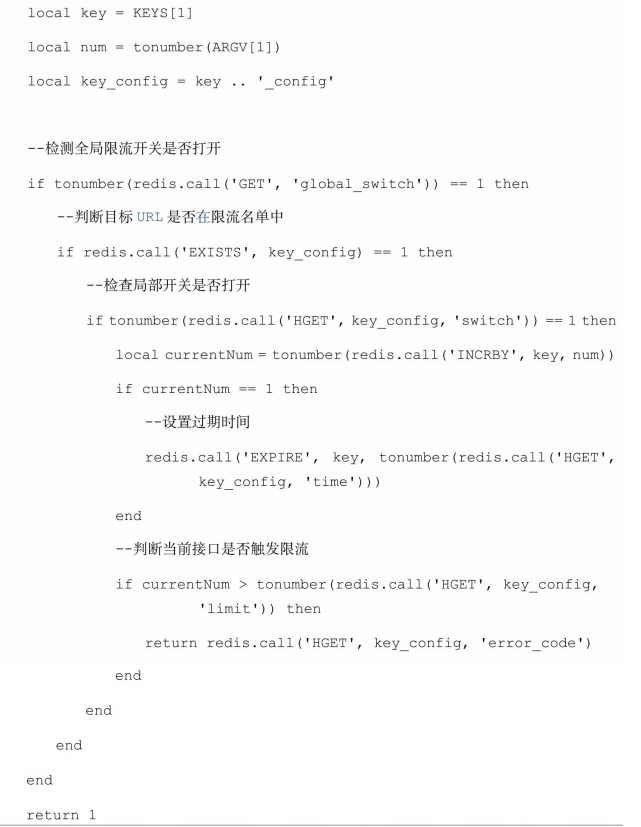 local key = KEYS[1]
local num = tonumber(ARGV[1])
local key_config = key .. '_config'
--检测全局限流开关是否打开
if tonumber(redis.call('GET', 'global_switch')) == 1 then
--判断目标 URL 是否在限流名单中
if redis.call('EXISTS', key_config) == 1 then
--检查局部开关是否打开
if tonumber(redis.call('HGET', key_config, 'switch')) == 1 then
local currentNum = tonumber(redis.call('INCRBY', key, num))
if currentNum == 1 then
--设置过期时间
redis.call('EXPIRE', key, tonumber(redis.call('HGET',
key_config, 'time')))
end
--判断当前接口是否触发限流
if currentNum > tonumber(redis.call('HGET', key_config,
'limit')) then
return redis.call('HGET', key_config, 'error_code')
end
end
end
end
return 1